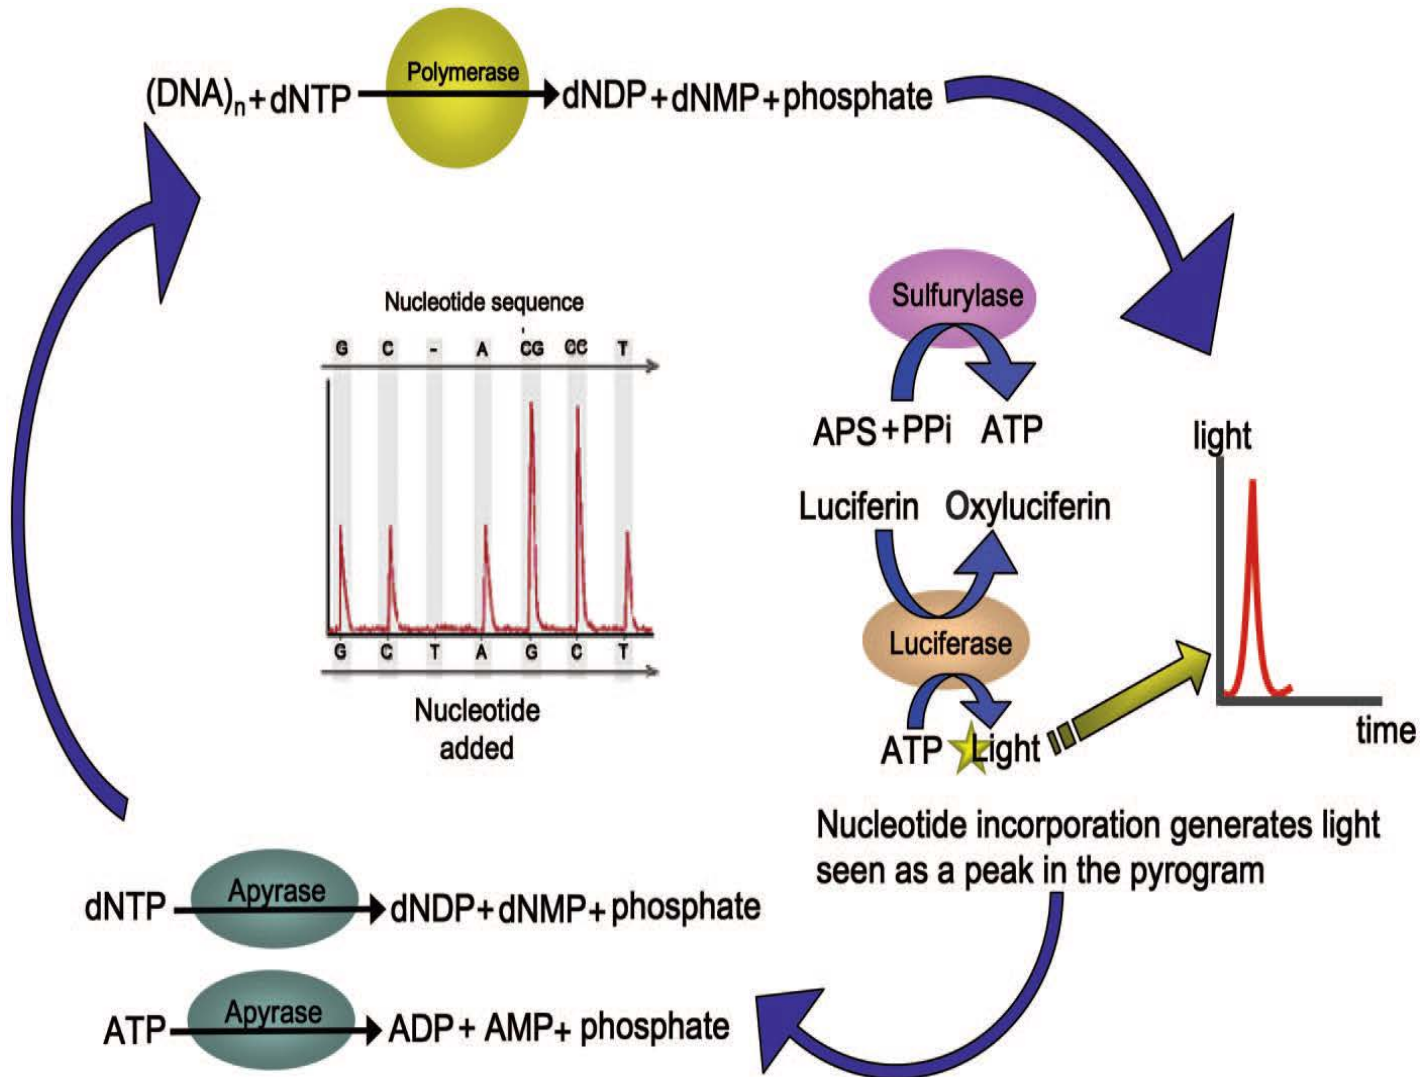 (DNA)n+dNTP Polymerase dNDP+dNMP+phosphate
Nucleotide sequence
G C - A CG CC T
G C T A G C T
Nucleotide
added
Sulfurylase
APS+PPi ATP
Luciferin Oxyluciferin
Luciferase
ATP Light
light
time
Nucleotide incorporation generates light
seen as a peak in the pyrogram
dNTP Apyrase dNDP+dNMP+phosphate
ATP Apyrase ADP+ AMP+ phosphate